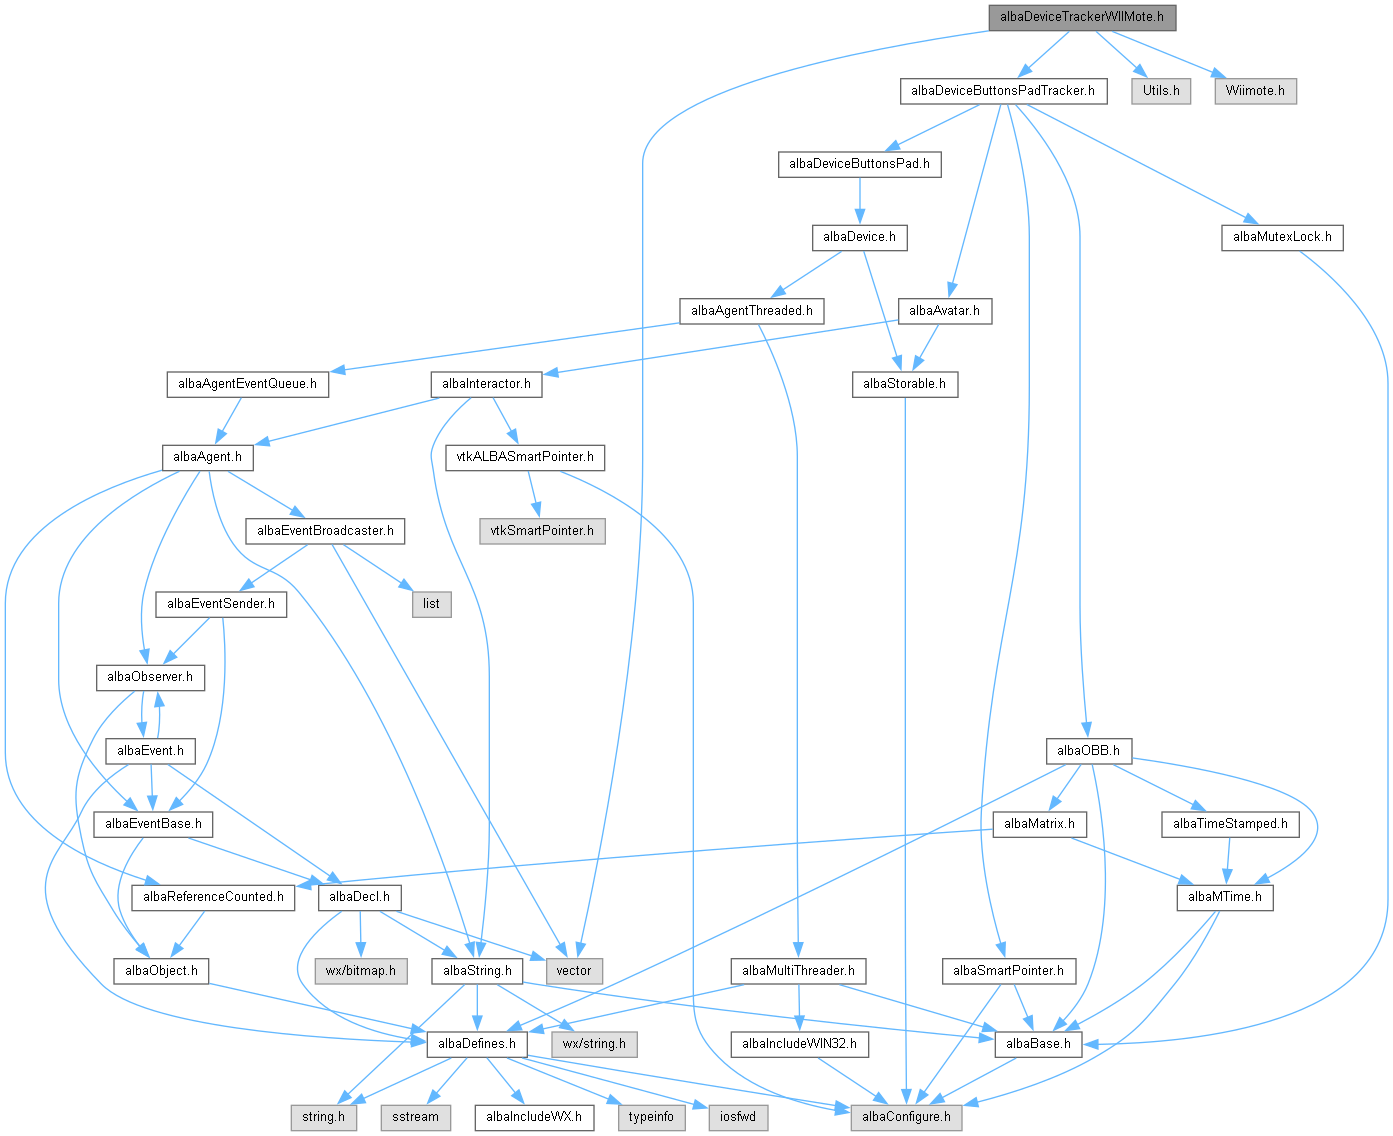 albaDeviceTrackerWIIMote.h
albaDeviceButtonsPadTracker.h
Utils.h
Wiimote.h
albaDeviceButtonsPad.h
albaDevice.h
albaMutexLock.h
albaAgentThreaded.h
albaAvatar.h
albaAgentEventQueue.h
albaInteractor.h
albaStorable.h
albaAgent.h
vtkALBASmartPointer.h
albaEventBroadcaster.h
vtkSmartPointer.h
albaEventSender.h
list
albaObserver.h
albaEvent.h
albaOBB.h
albaEventBase.h
albaMatrix.h
albaTimeStamped.h
albaReferenceCounted.h
albaDecl.h
albaMTime.h
albaObject.h
wx/bitmap.h
albaString.h
vector
albaMultiThreader.h
albaSmartPointer.h
albaDefines.h
wx/string.h
albaIncludeWIN32.h
albaBase.h
string.h
sstream
albaIncludeWX.h
typeinfo
iosfwd
albaConfigure.h